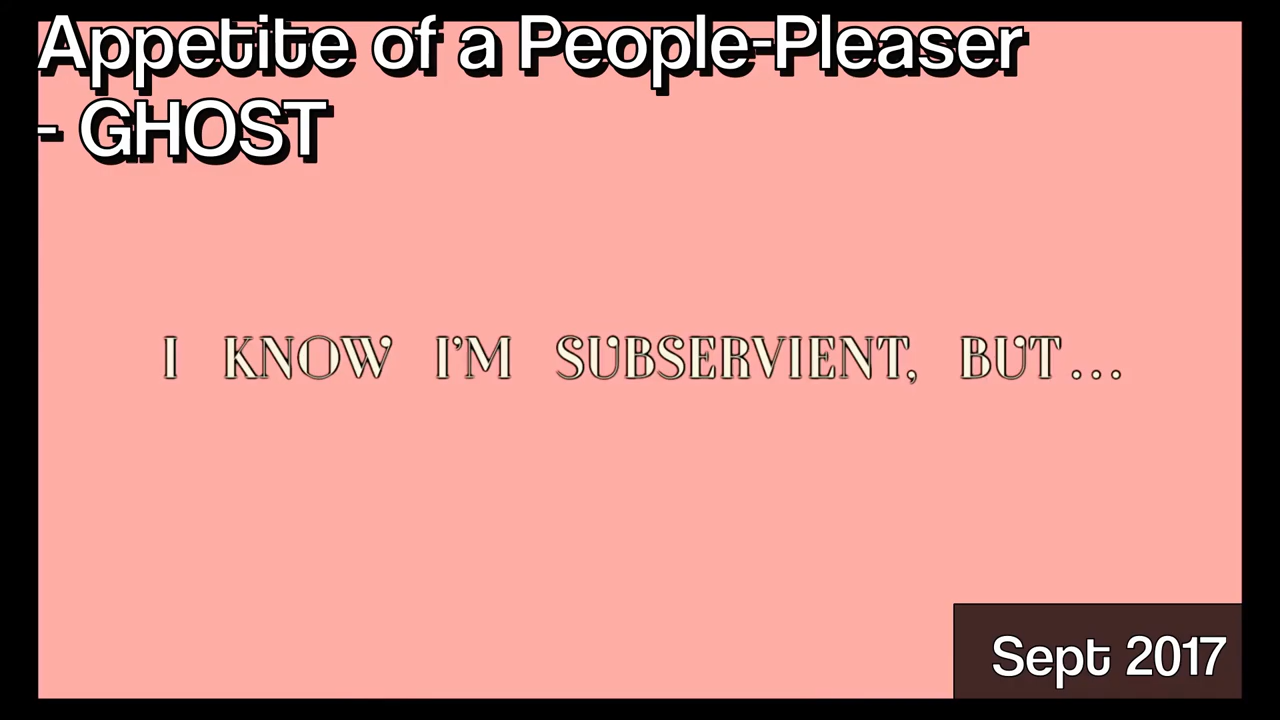 Appetite of a People-Pleaser
- GHOST
I KNOW I'M SUBSERVIENT, BUT...
Sept 2017